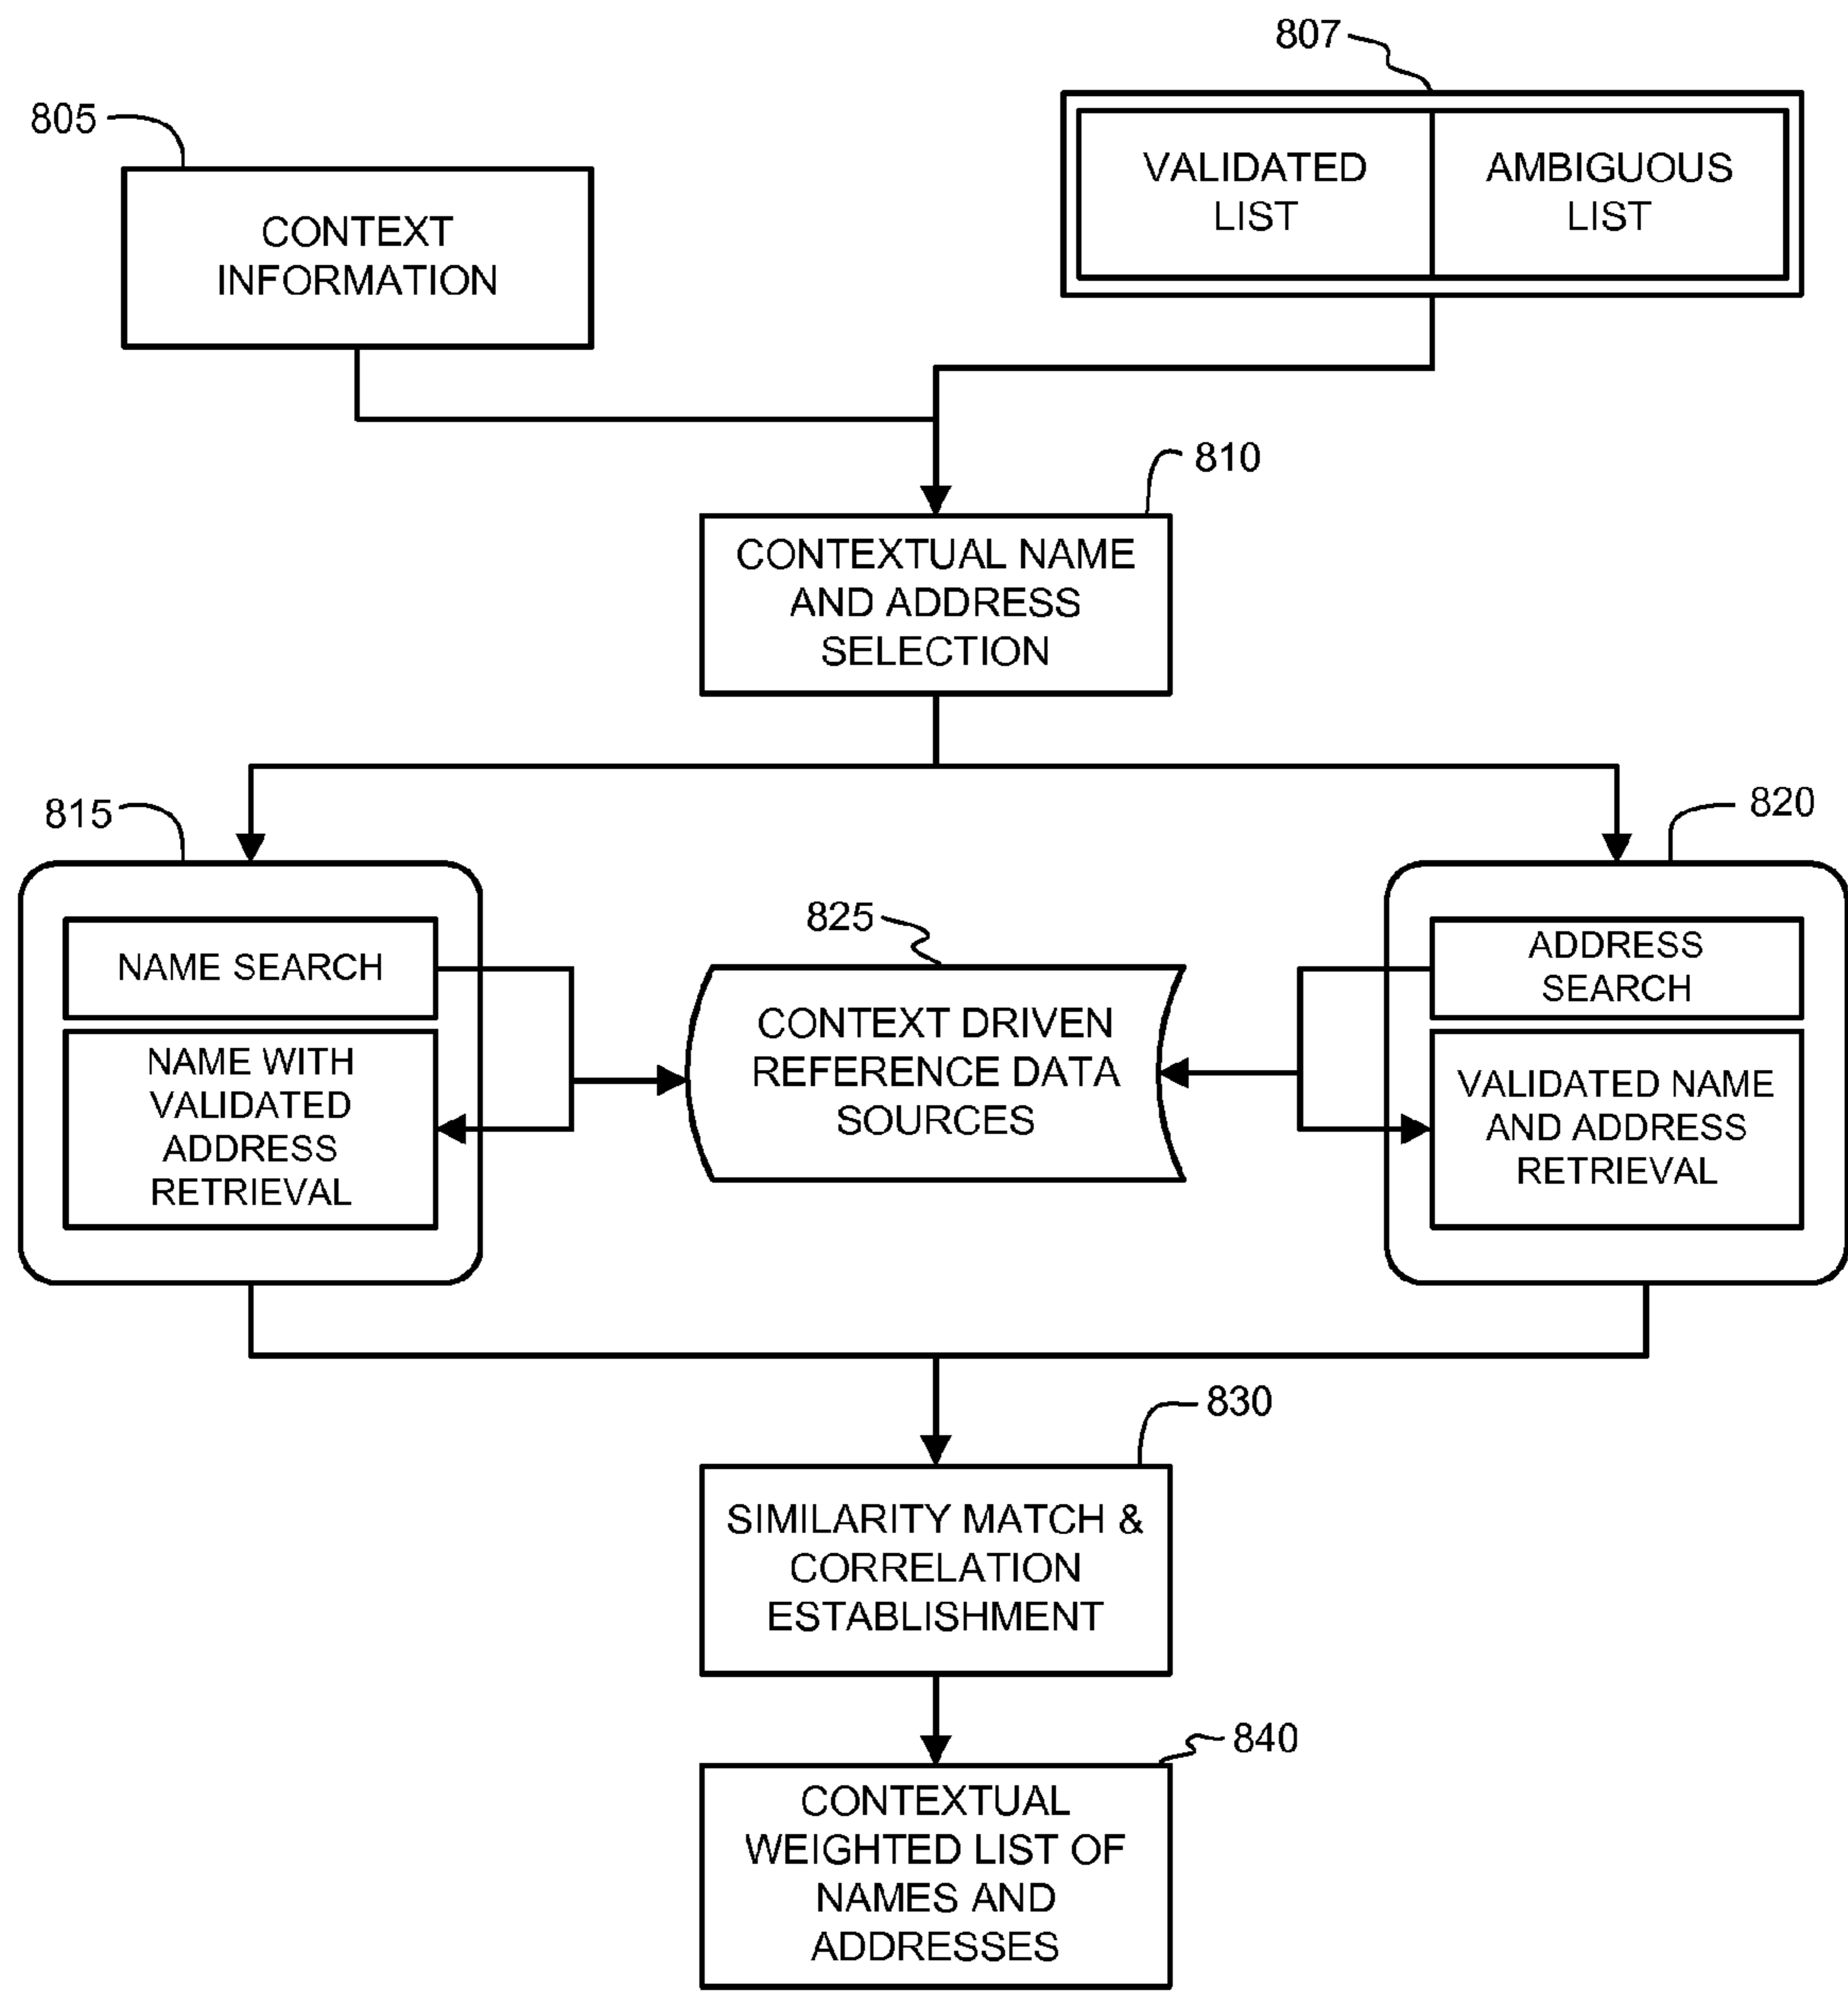 807
805
VALIDATED
LIST
AMBIGUOUS
LIST
CONTEXT
INFORMATION
810
CONTEXTUAL NAME
AND ADDRESS
SELECTION
815
820
825
NAME SEARCH
NAME WITH
VALIDATED
ADDRESS
RETRIEVAL
CONTEXT DRIVEN
REFERENCE DATA
SOURCES
ADDRESS
SEARCH
VALIDATED NAME
AND ADDRESS
RETRIEVAL
830
SIMILARITY MATCH &
CORRELATION
ESTABLISHMENT
840
CONTEXTUAL
WEIGHTED LIST OF
NAMES AND
ADDRESSES